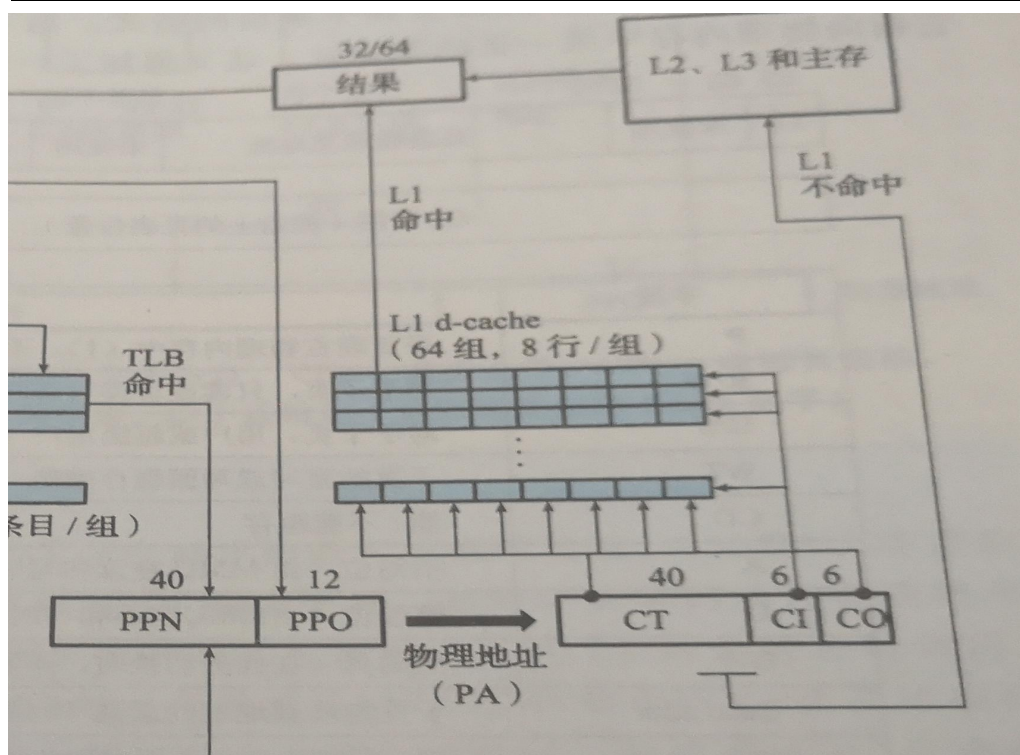 32/64
结果
L2、L3 和主存
L1
命中
L1
不命中
L1 d-cache
（64 组，8 行/组）
TLB
命中
⋮
条目/组）
40
12
PPN
PPO
物理地址
（PA）
40
6
6
CT
CI
CO